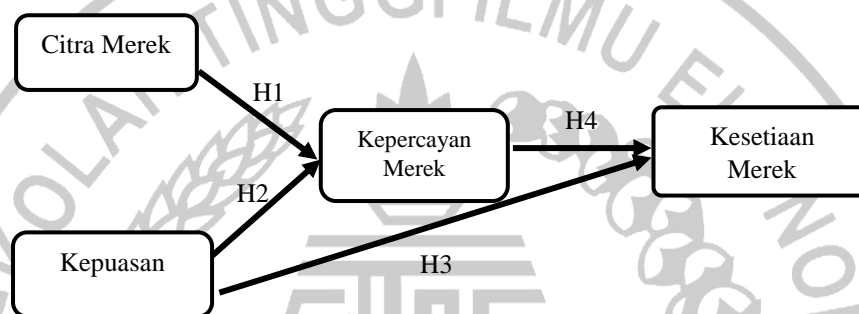 Citra Merek
H1
Kepercayan
Merek
H4
Kesetiaan
Merek
H2
Kepuasan
H3